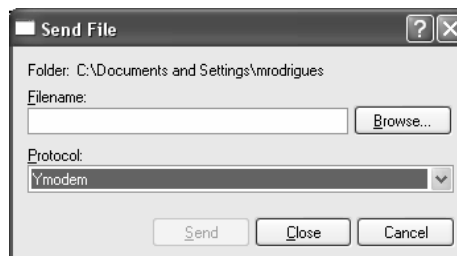 Send File
Folder: C:\Documents and Settings\mrodrigues
Filename:
Browse...
Protocol:
Ymodem
Send Close Cancel